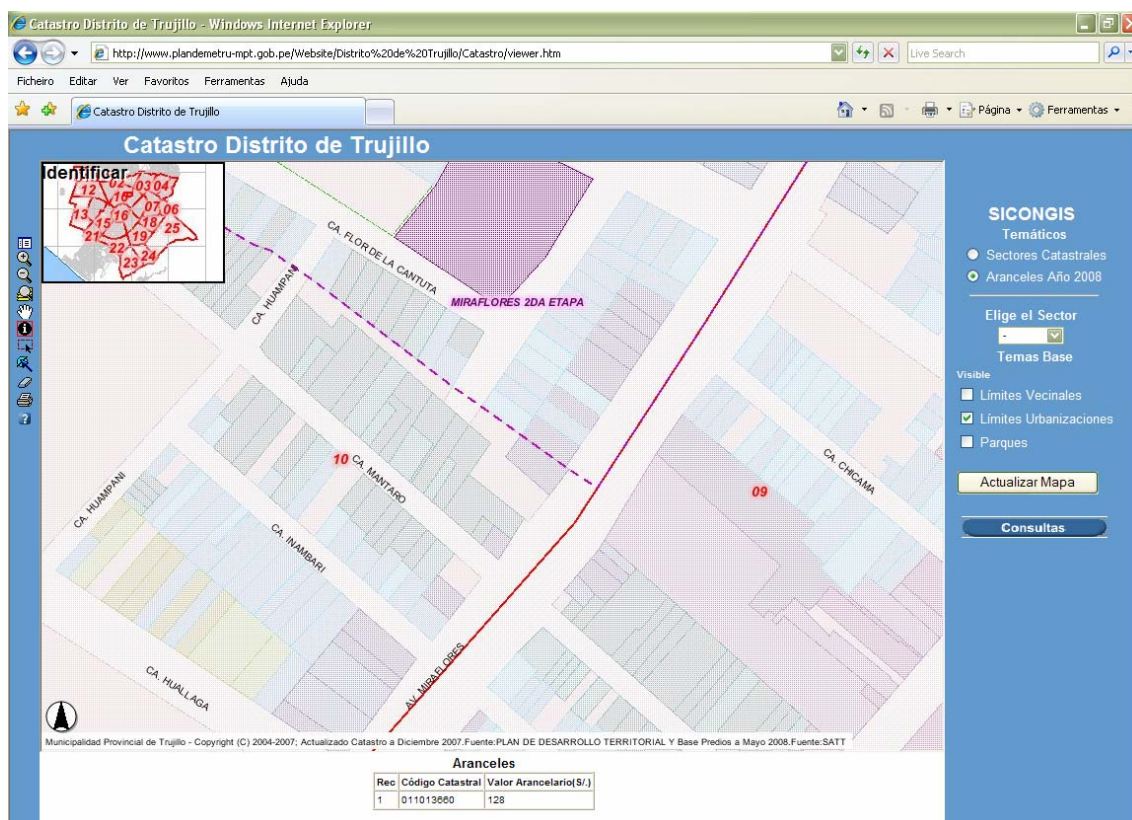 Catastro Distrito de Trujillo - Windows Internet Explorer
http://www.plandemetru-mpt.gob.pe/Website/Distrito%20de%20Trujillo/Catastro/viewer.htm
Live Search
Ficheiro Editar Ver Favoritos Ferramentas Ajuda
Catastro Distrito de Trujillo
Página
Ferramentas
Catastro Distrito de Trujillo
Identificar
12 02 03 04
10
13 07 06
15 16 18 25
21 19
22
23 24
SICONGIS
Temáticos
Sectores Catastrales
Aranceles Año 2008
Elige el Sector
-
Temas Base
Visible
Límites Vecinales
Límites Urbanizaciones
Parques
Actualizar Mapa
Consultas
CA. FLOR DE LA CANTUTA
CA. HUAMPANI
MIRAFLORES 2DA ETAPA
10
CA. MANTARO
09
CA. CHICAMA
CA. HUAMPANI
CA. INAMBARI
CA. HUALLAGA
AV. MIRAFLORES
Municipalidad Provincial de Trujillo - Copyright (C) 2004-2007; Actualizado Catastro a Diciembre 2007.Fuente:PLAN DE DESARROLLO TERRITORIAL Y Base Predios a Mayo 2008.Fuente:SATT
Aranceles
Rec Código Catastral Valor Arancelario(S/.)
1 011013660 128